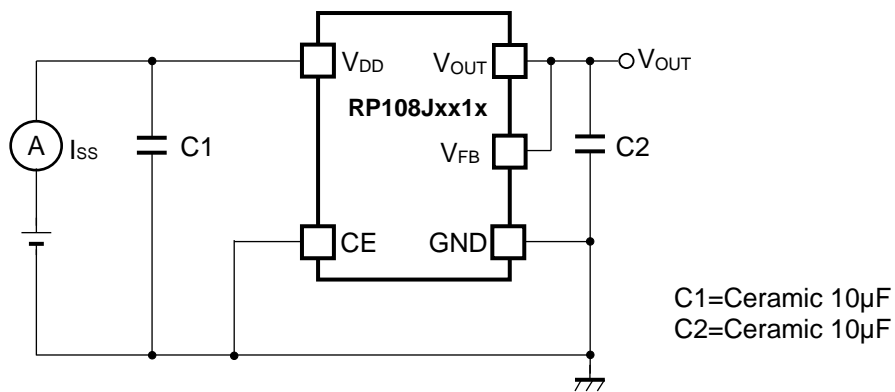 VDD
VOUT
VOUT
RP108Jxx1x
A
ISS
C1
VFB
C2
CE
GND
C1=Ceramic 10µF
C2=Ceramic 10µF